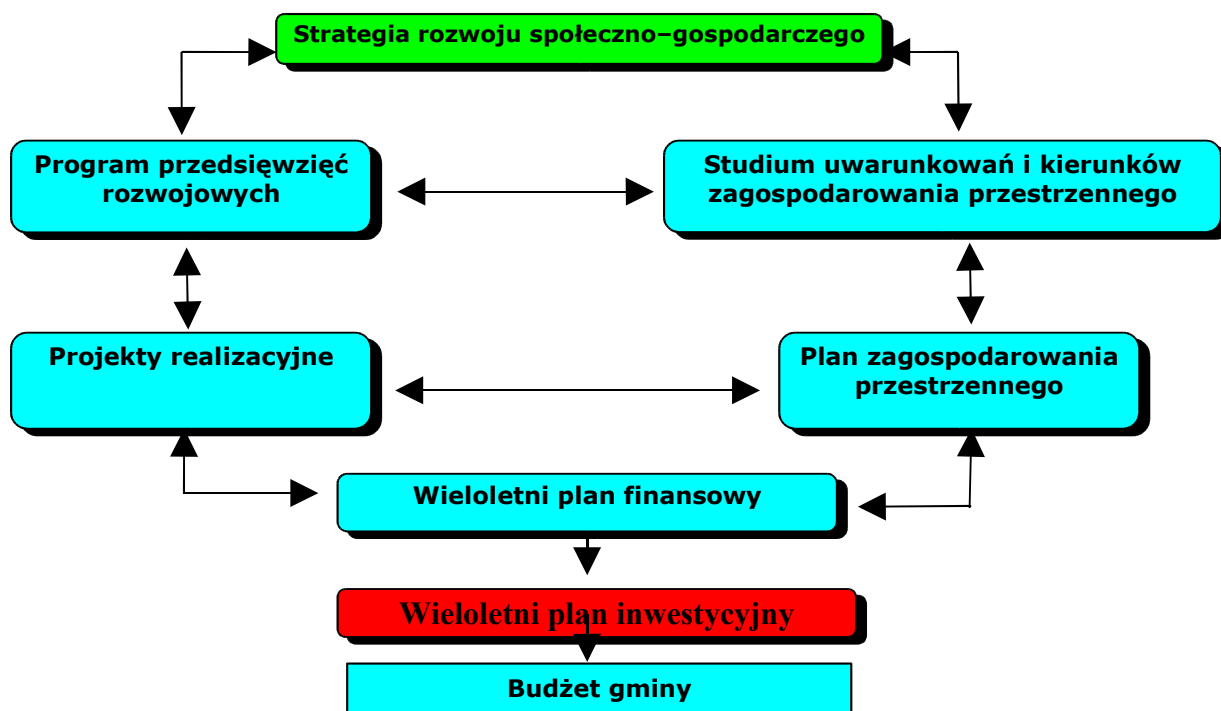 Strategia rozwoju społeczno–gospodarczego
Program przedsięwzięć
rozwojowych
Studium uwarunkowań i kierunków
zagospodarowania przestrzennego
Projekty realizacyjne
Plan zagospodarowania
przestrzennego
Wieloletni plan finansowy
Wieloletni plan inwestycyjny
Budżet gminy